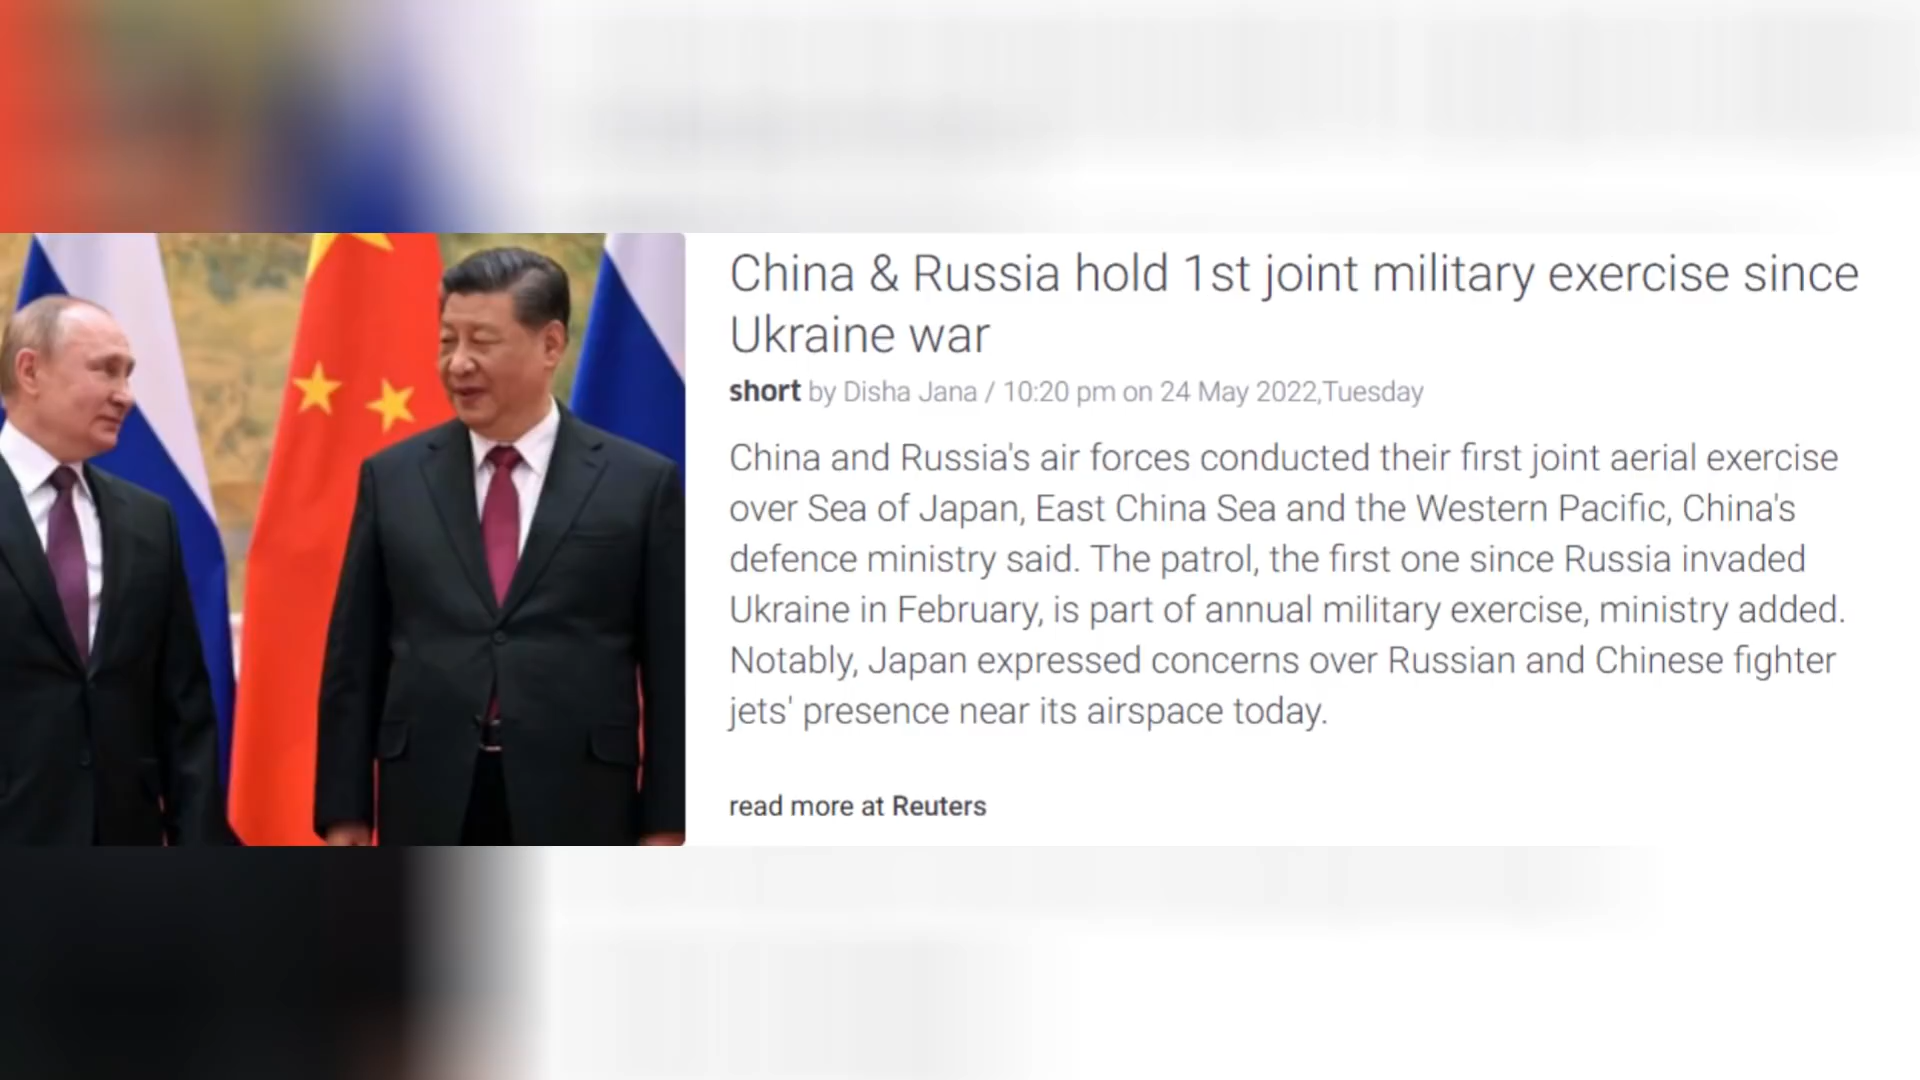 China & Russia hold 1st joint military exercise since
Ukraine war
short by Disha Jana / 10:20 pm on 24 May 2022,Tuesday
China and Russia's air forces conducted their first joint aerial exercise
over Sea of Japan, East China Sea and the Western Pacific, China's
defence ministry said. The patrol, the first one since Russia invaded
Ukraine in February, is part of annual military exercise, ministry added.
Notably, Japan expressed concerns over Russian and Chinese fighter
jets' presence near its airspace today.
read more at Reuters